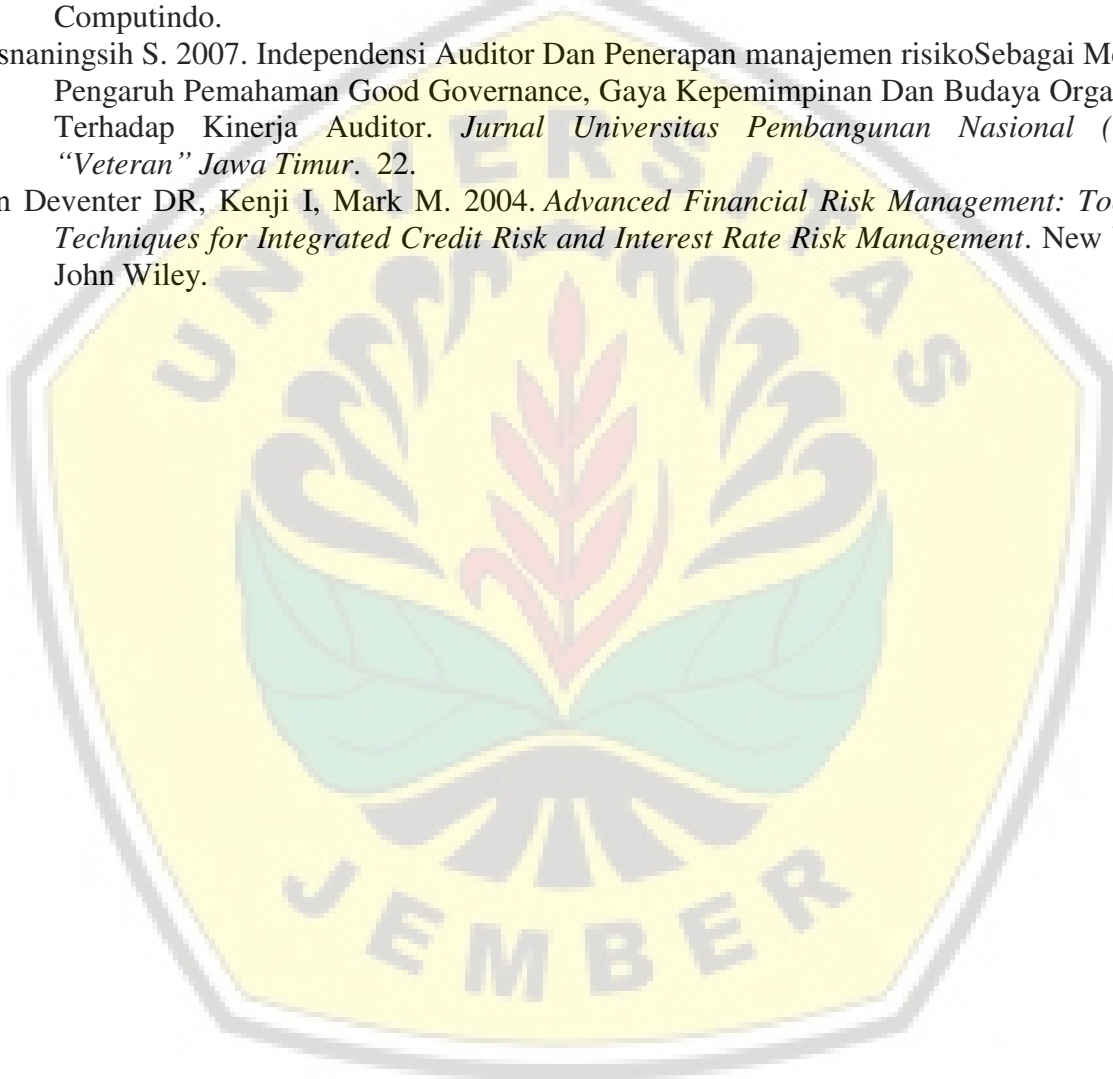 Computindo.
snaningsih S. 2007. Independensi Auditor Dan Penerapan manajemen risikoSebagai M
Pengaruh Pemahaman Good Governance, Gaya Kepemimpinan Dan Budaya Orga
Terhadap Kinerja Auditor. Jurnal Universitas Pembangunan Nasional (
“Veteran” Jawa Timur. 22.
n Deventer DR, Kenji I, Mark M. 2004. Advanced Financial Risk Management: To
Techniques for Integrated Credit Risk and Interest Rate Risk Management. New
John Wiley.
UNIVERSITAS
JEMBER